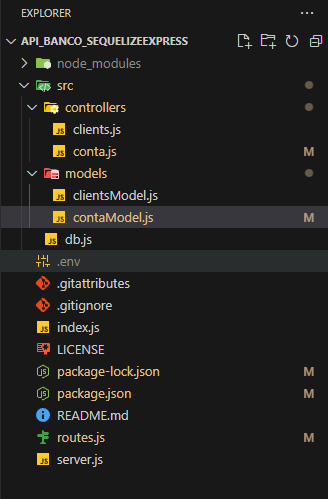 EXPLORER
API_BANCO_SEQUELIZEEXPRESS
node_modules
src
controllers
JS clients.js
JS conta.js M
models
JS clientsModel.js
JS contaModel.js M
JS db.js
.env
.gitattributes
.gitignore
JS index.js
LICENSE
package-lock.json M
package.json M
README.md
routes.js M
JS server.js